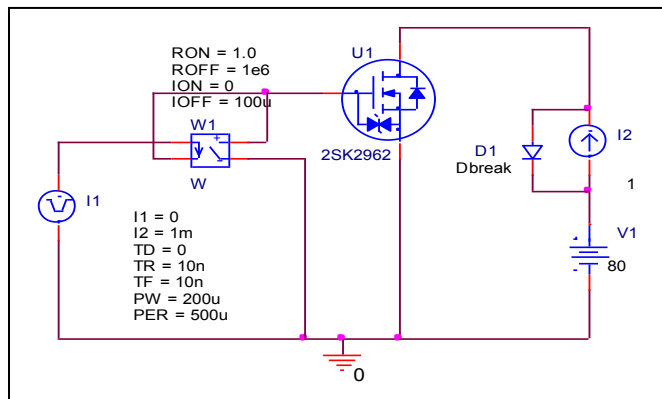 RON = 1.0
ROFF = 1e6
ION = 0
IOFF = 100u
U1
W1
2SK2962
W
I1
I1 = 0
I2 = 1m
TD = 0
TR = 10n
TF = 10n
PW = 200u
PER = 500u
D1
Dbreak
I2
1
V1
80
0